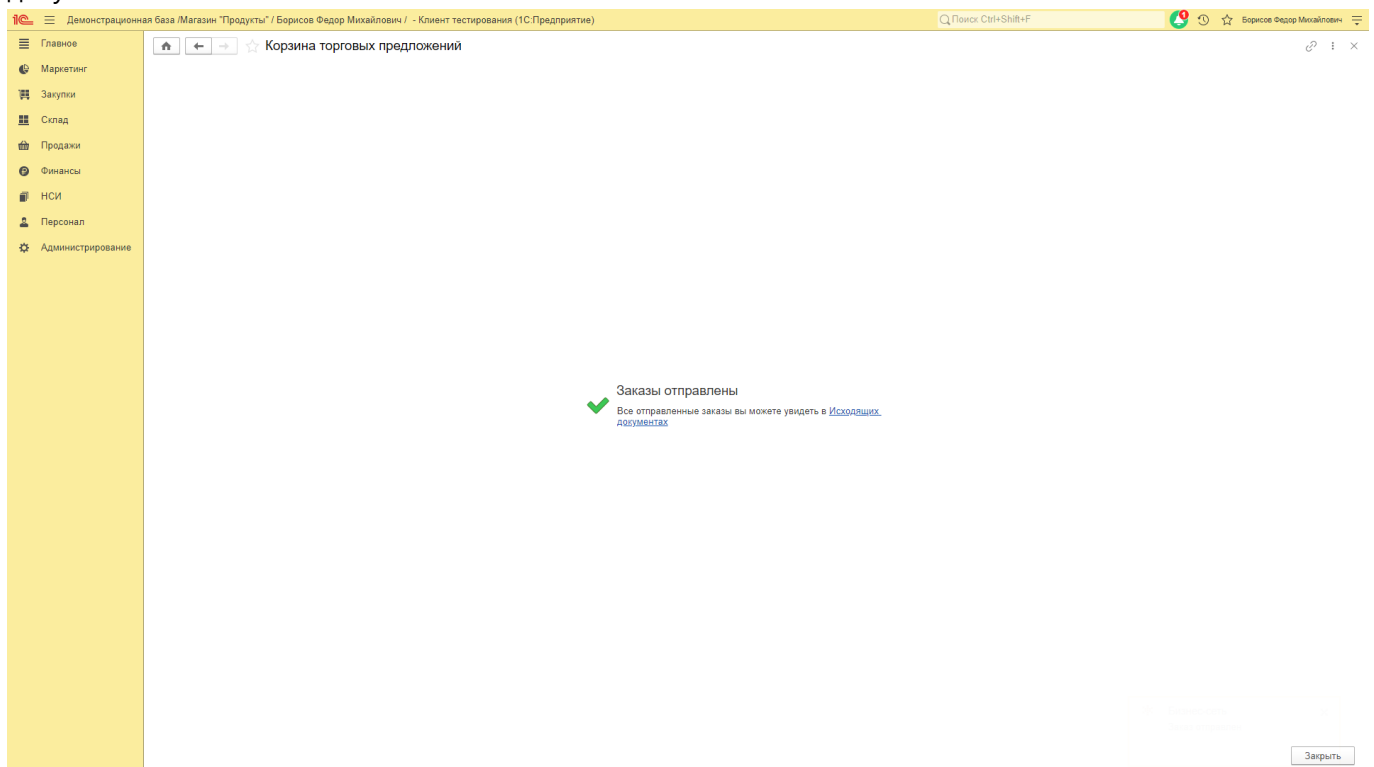 1С Демонстрационная база /Магазин "Продукты" / Борисов Федор Михайлович / - Клиент тестирования (1С:Предприятие) Поиск Ctrl+Shift+F 1 Борисов Федор Михайлович
Главное
Корзина торговых предложений
Маркетинг
Закупки
Склад
Продажи
Финансы
НСИ
Персонал
Администрирование
Заказы отправлены
Все отправленные заказы вы можете увидеть в Исходящих
документах
Закрыть